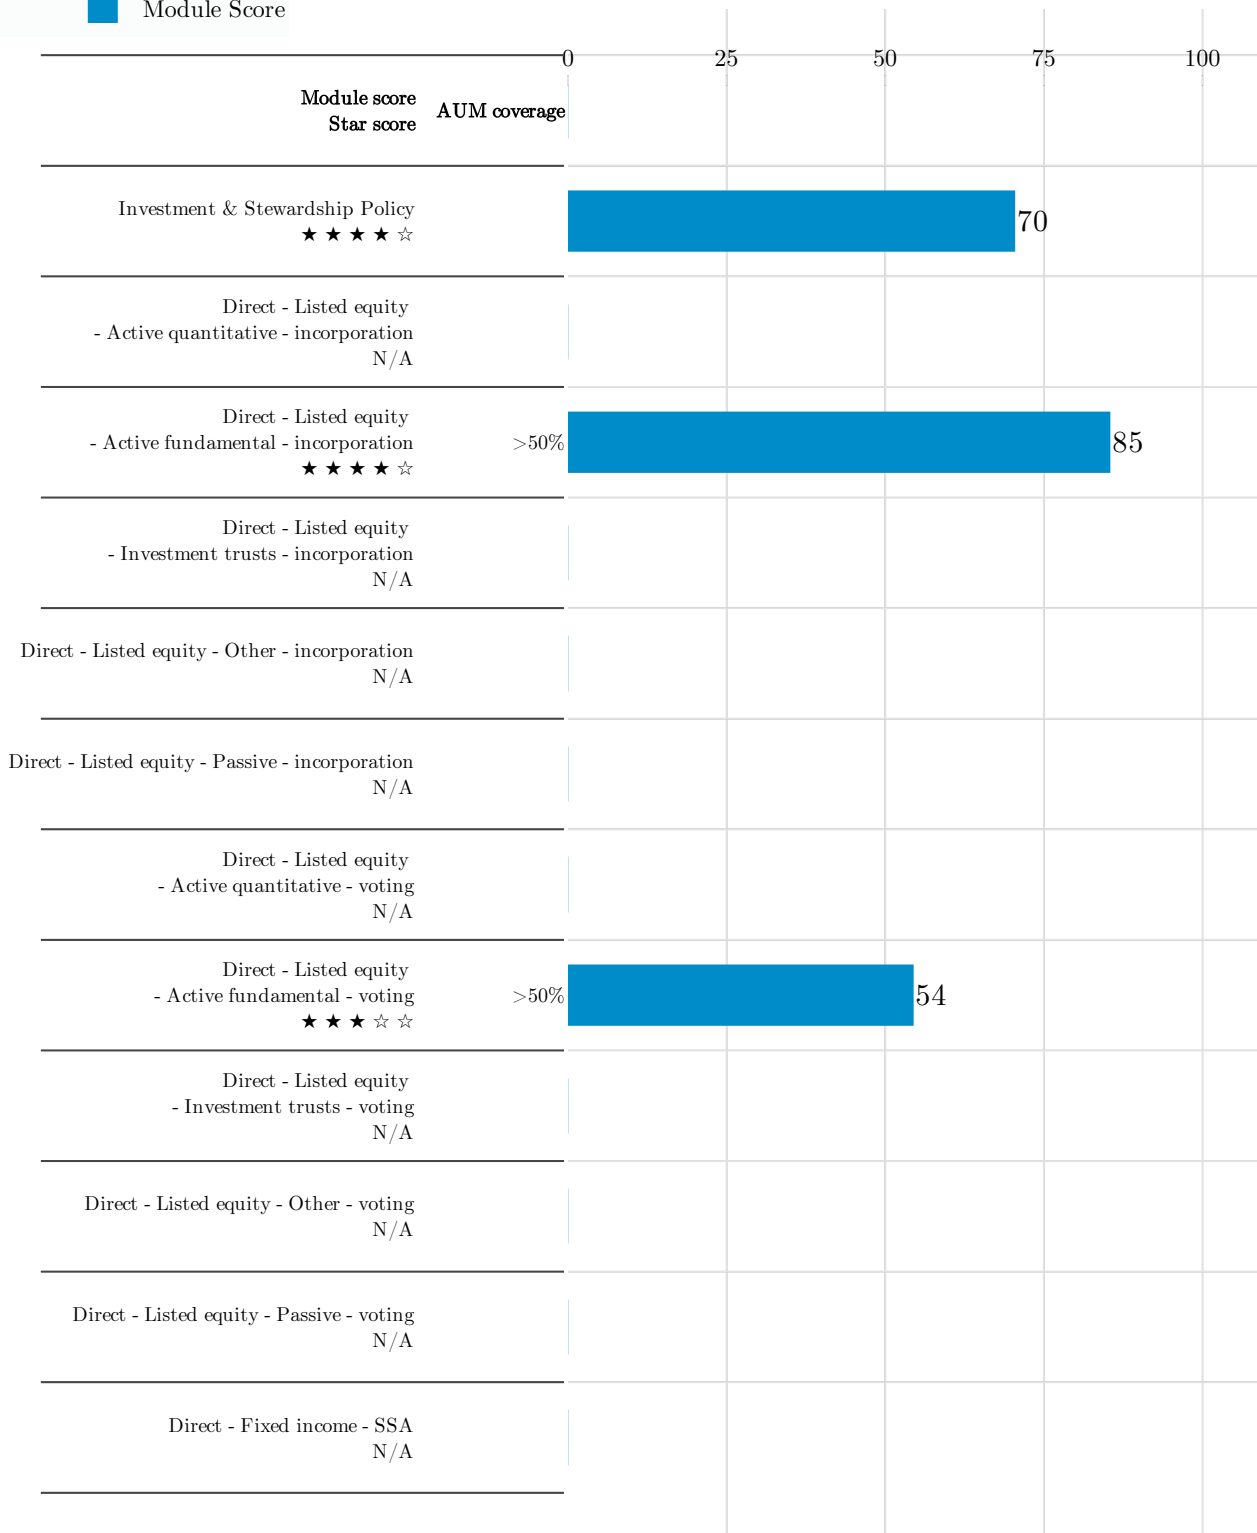 Module Score
0 25 50 75 100
Module score
Star score
AUM coverage
Investment & Stewardship Policy
★ ★ ★ ★ ☆
70
Direct - Listed equity
- Active quantitative - incorporation
N/A
Direct - Listed equity
- Active fundamental - incorporation
★ ★ ★ ★ ☆
>50%
85
Direct - Listed equity
- Investment trusts - incorporation
N/A
Direct - Listed equity - Other - incorporation
N/A
Direct - Listed equity - Passive - incorporation
N/A
Direct - Listed equity
- Active quantitative - voting
N/A
Direct - Listed equity
- Active fundamental - voting
★ ★ ★ ☆ ☆
>50%
54
Direct - Listed equity
- Investment trusts - voting
N/A
Direct - Listed equity - Other - voting
N/A
Direct - Listed equity - Passive - voting
N/A
Direct - Fixed income - SSA
N/A